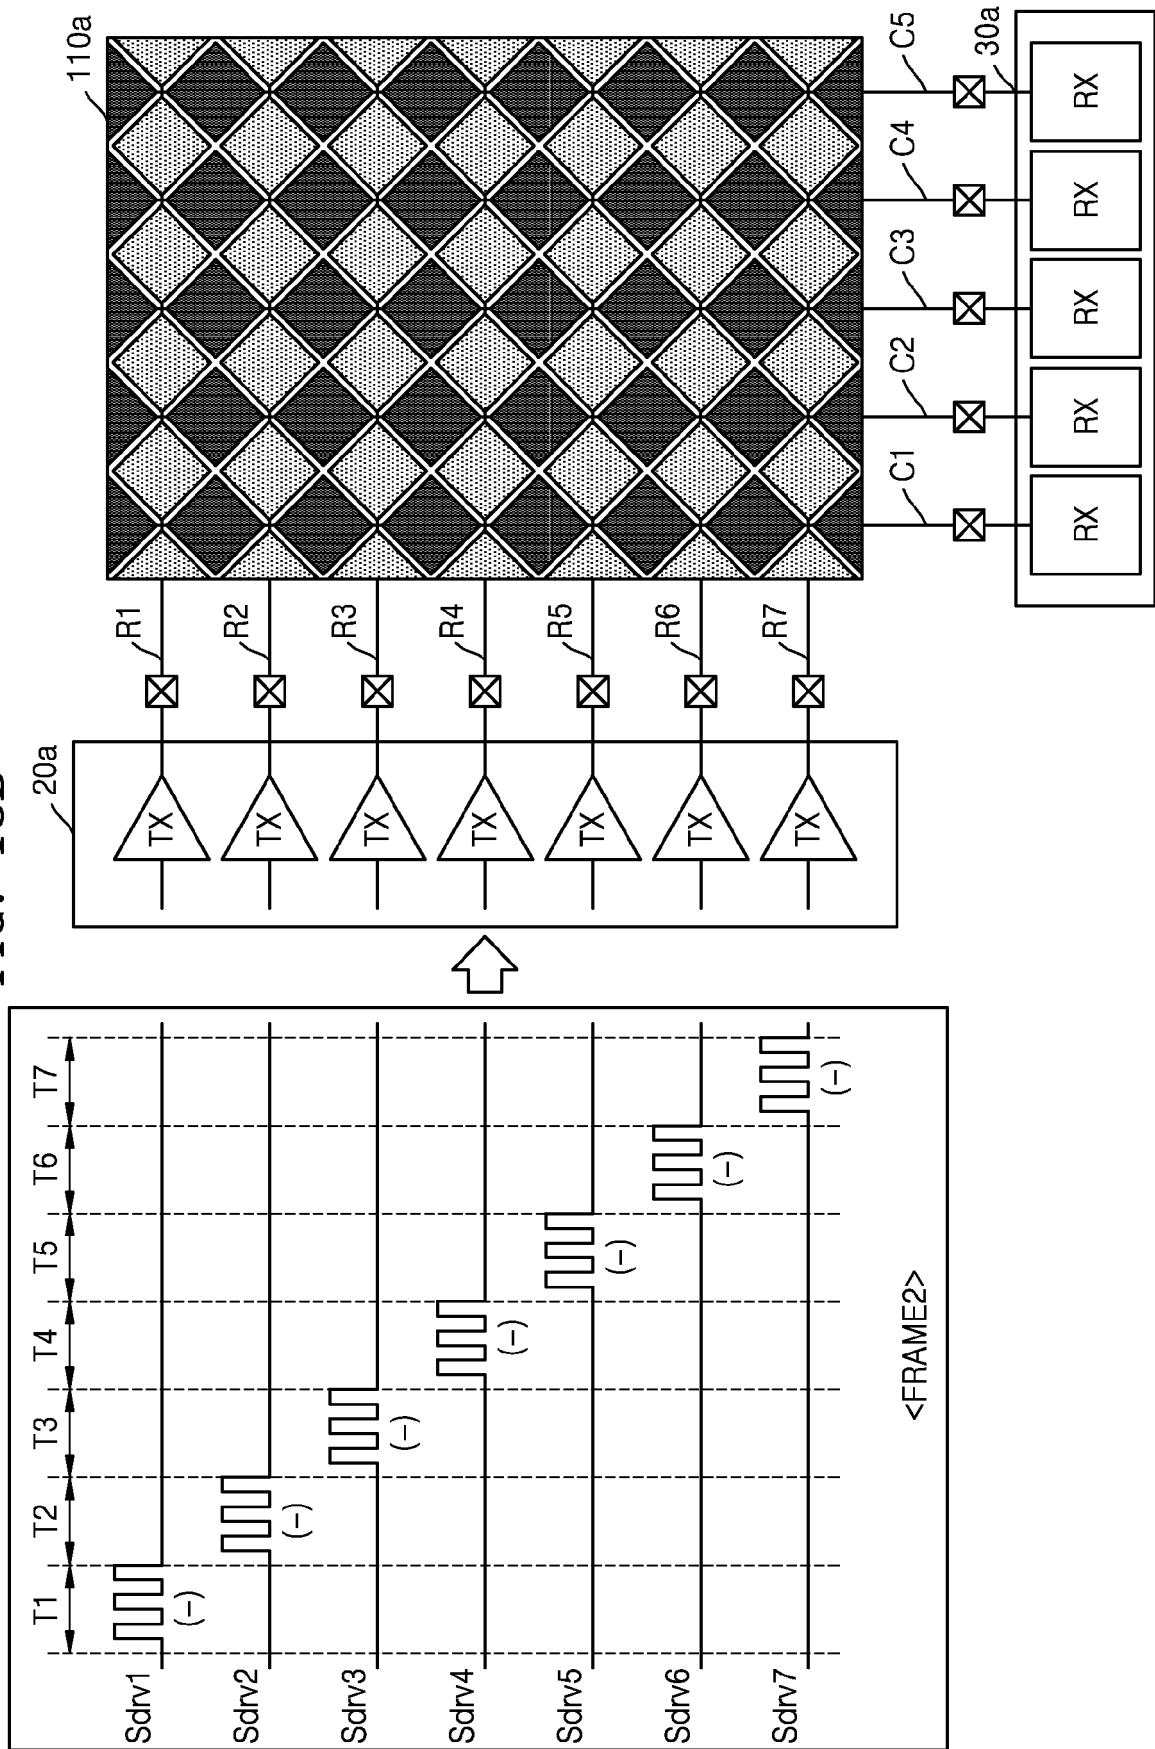 FIG.
T1 T2 T3 T4 T5 T6 T7
Sdrv1
(−)
Sdrv2
(−)
Sdrv3
(−)
Sdrv4
(−)
Sdrv5
(−)
Sdrv6
(−)
Sdrv7
(−)
<FRAME2>
20a
TX
TX
TX
TX
TX
TX
TX
R1
R2
R3
R4
R5
R6
R7
110a
C1 C2 C3 C4 C5
30a
RX RX RX RX RX